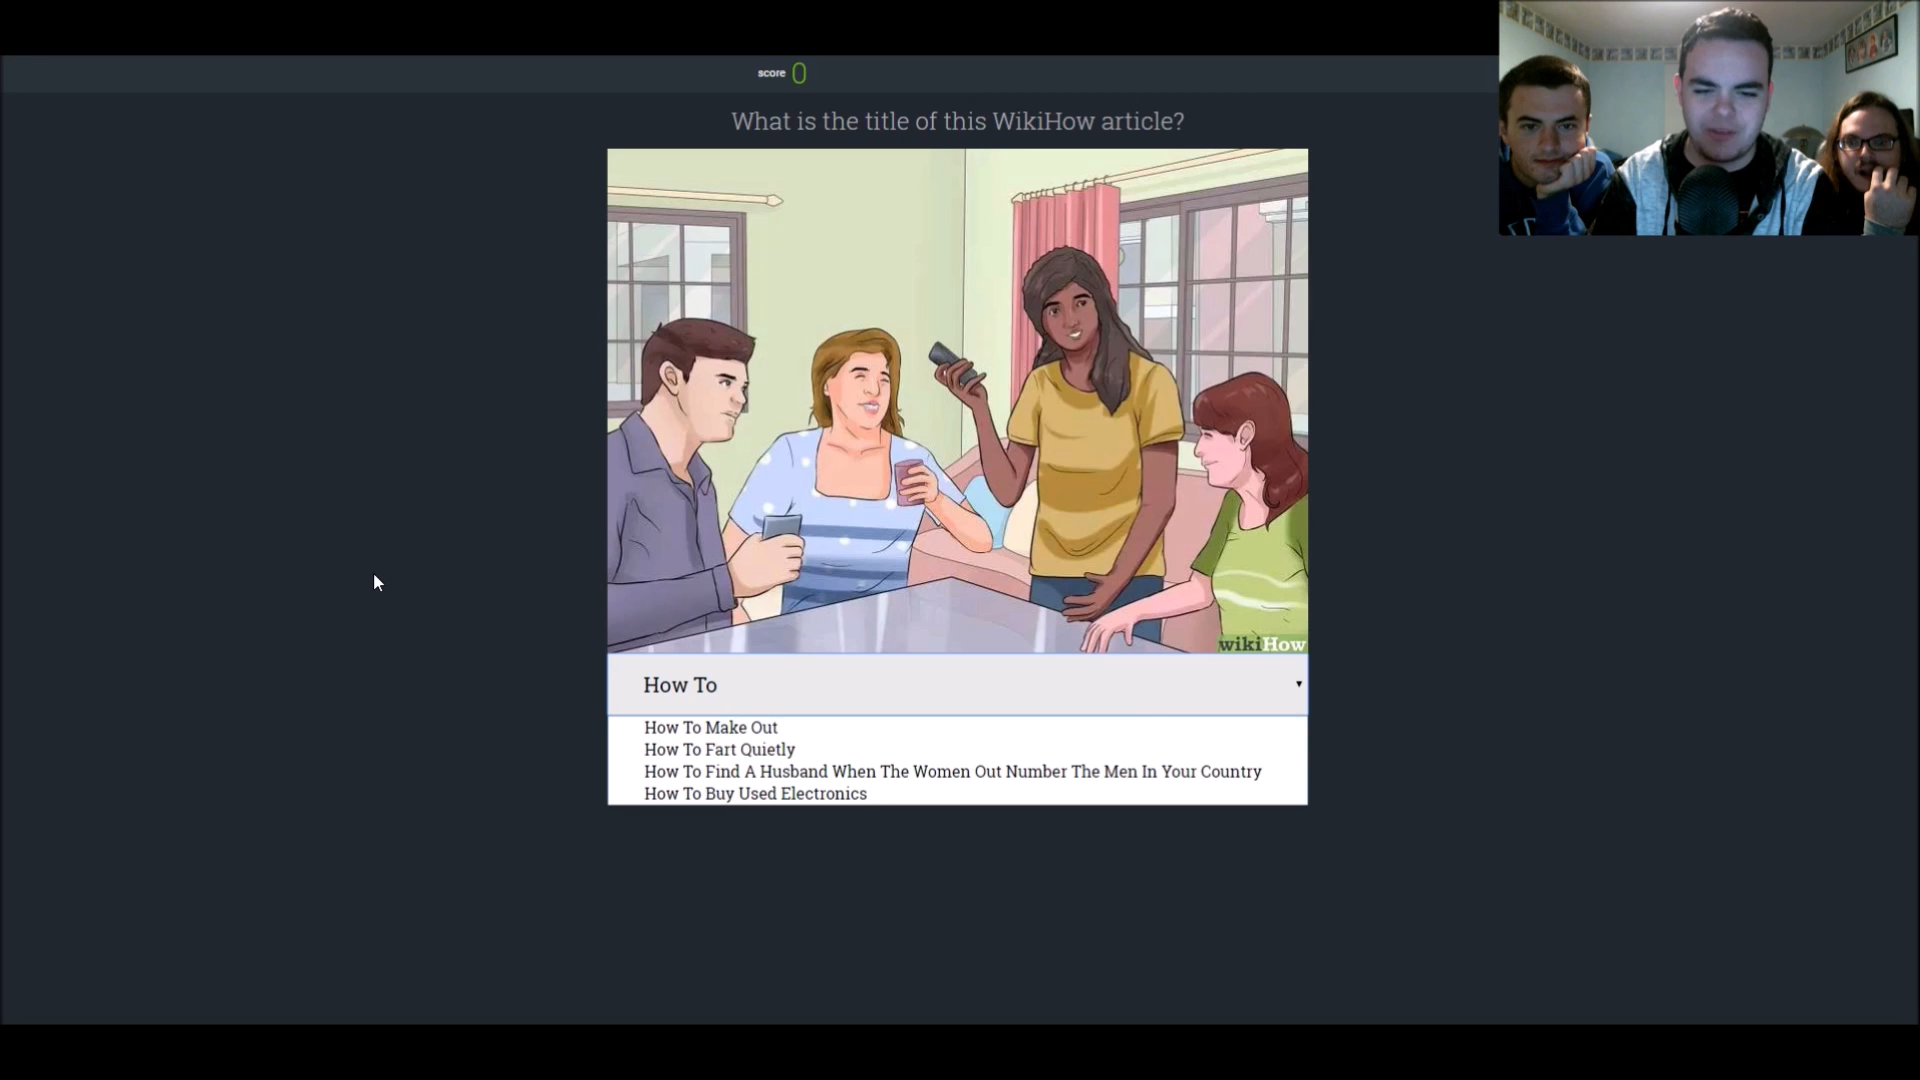 score 0
What is the title of this WikiHow article?
wikiHow
How To
How To Make Out
How To Fart Quietly
How To Find A Husband When The Women Out Number The Men In Your Country
How To Buy Used Electronics